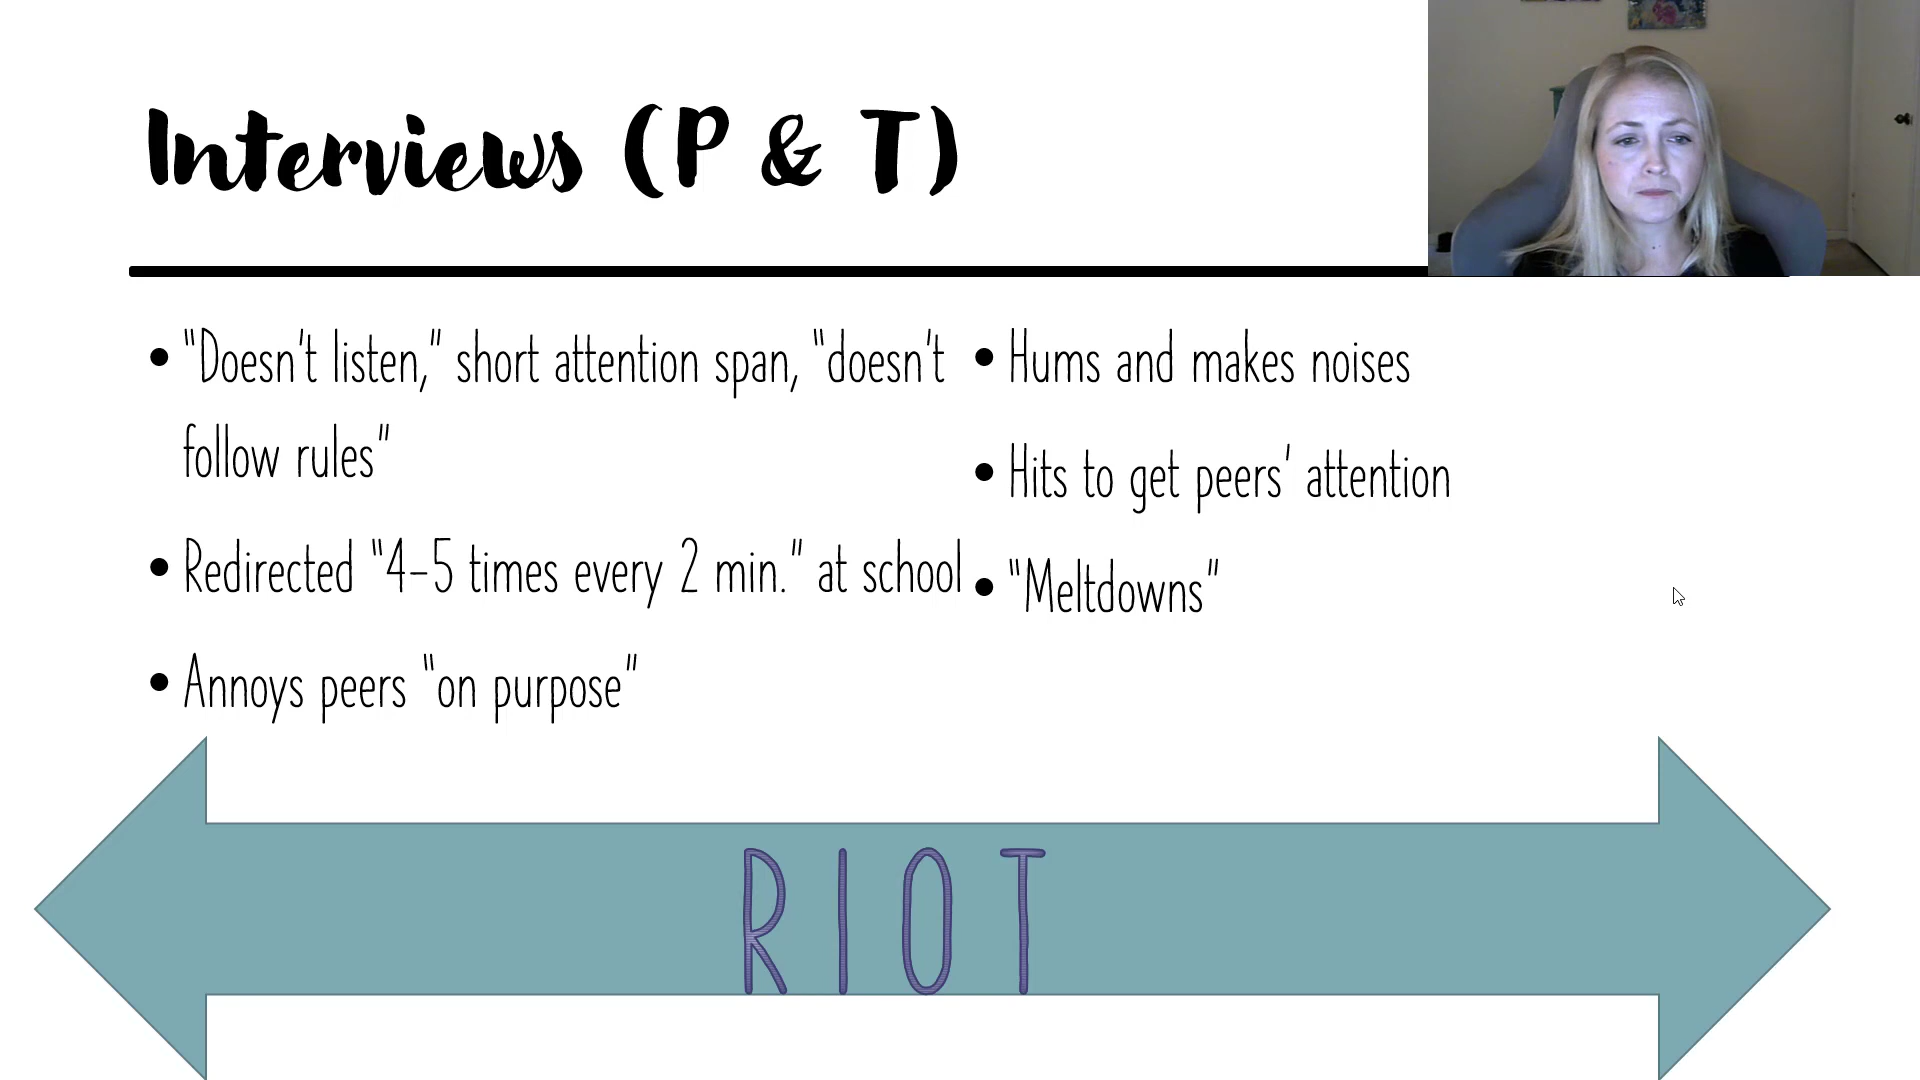 Interviews (P & T)
• "Doesn't listen," short attention span, "doesn't
follow rules"
• Redirected "4-5 times every 2 min." at school
• Annoys peers "on purpose"
• Hums and makes noises
• Hits to get peers' attention
• "Meltdowns"
R I O T